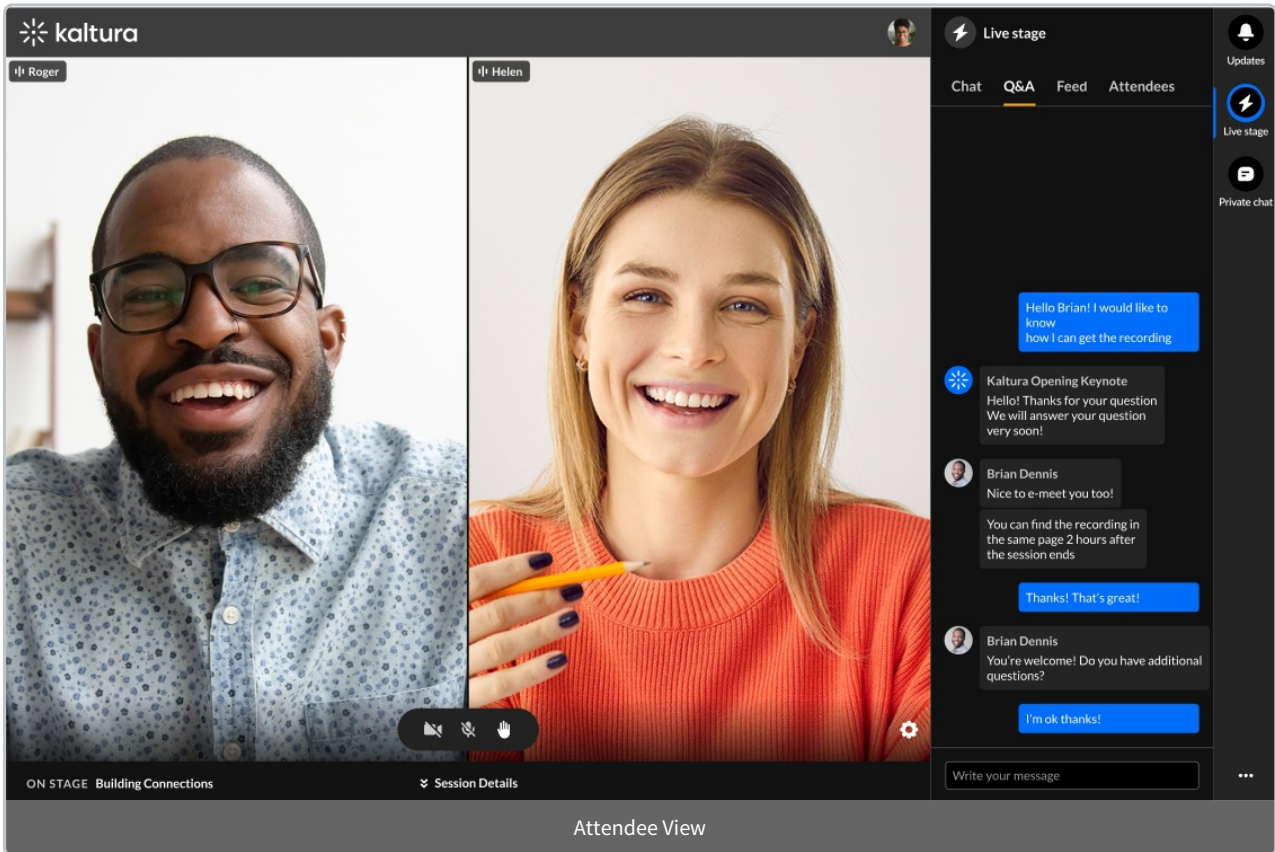 kaltura
Roger
Helen
ON STAGE Building Connections
Session Details
Live stage
Chat Q&A Feed Attendees
Hello Brian! I would like to
know
how I can get the recording
Kaltura Opening Keynote
Hello! Thanks for your question
We will answer your question
very soon!
Brian Dennis
Nice to e-meet you too!
You can find the recording in
the same page 2 hours after
the session ends
Thanks! That's great!
Brian Dennis
You're welcome! Do you have additional
questions?
I'm ok thanks!
Write your message
Updates
Live stage
Private chat
Attendee View